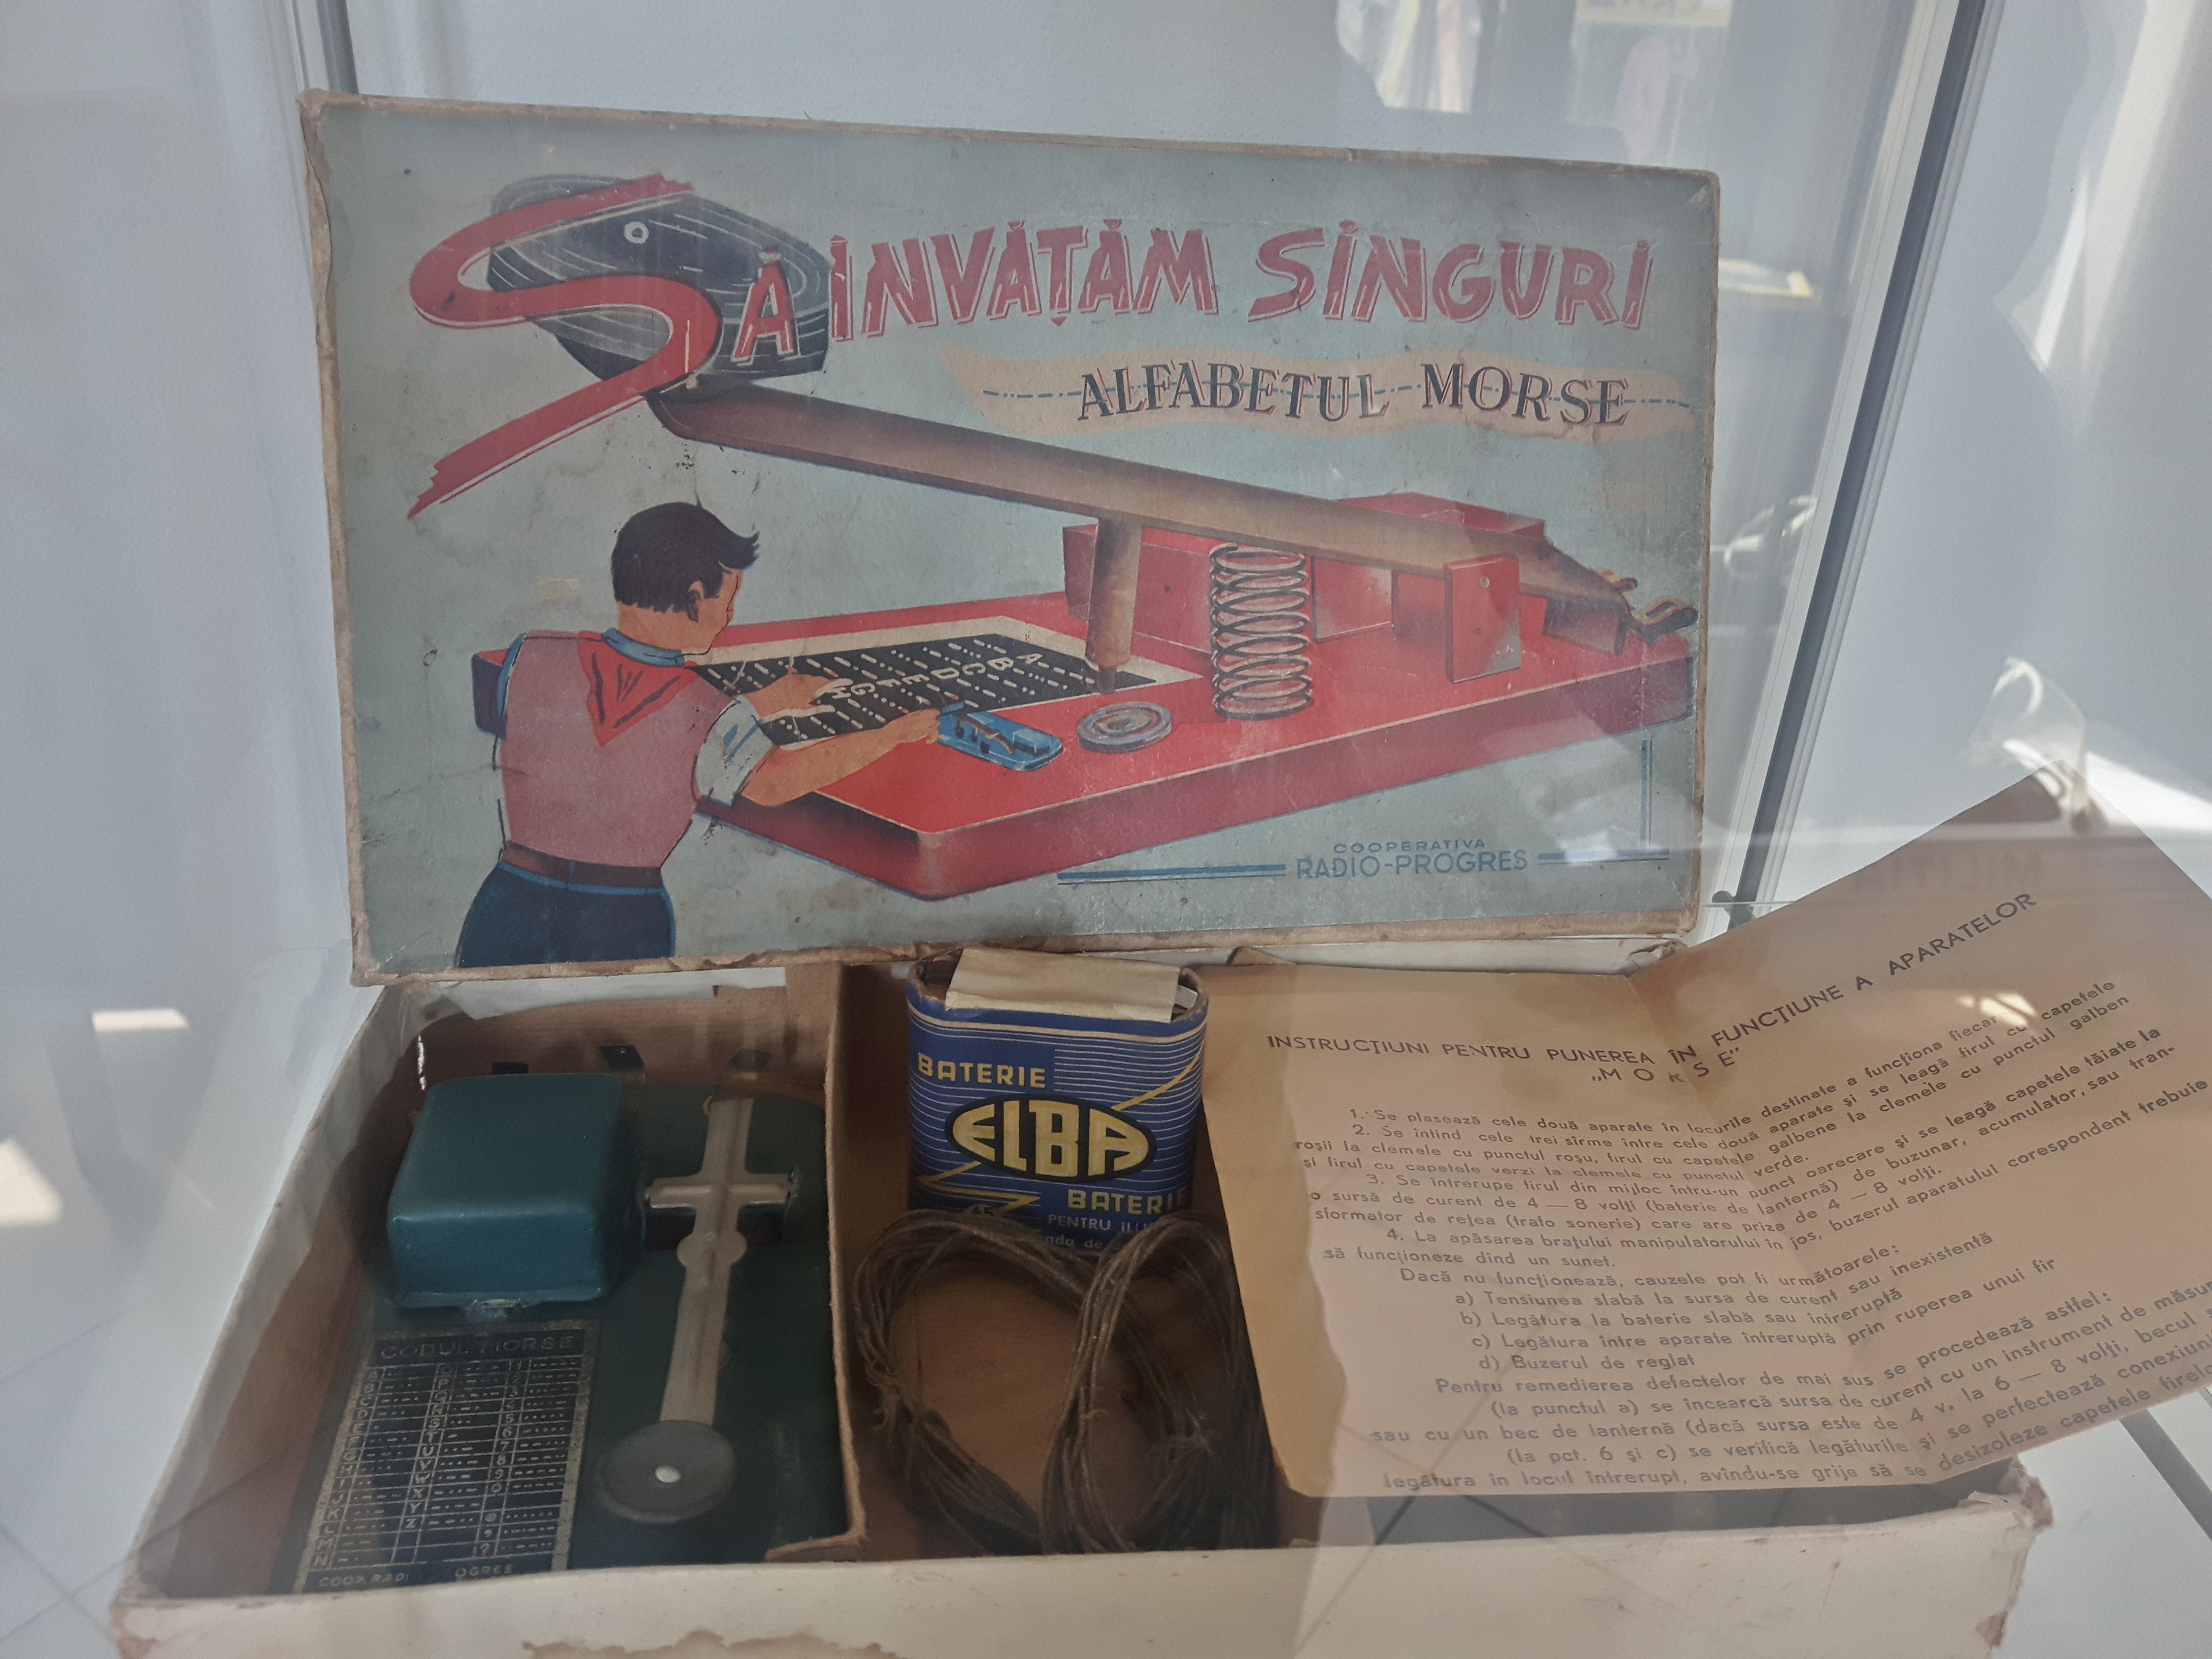 SĂ INVĂȚĂM SINGURI
ALFABETUL MORSE
A
B
C
D
E
F
G
H
COOPERATIVA
RADIO-PROGRES
BATERIE
ELBA
BATERIE
PENTRU
CODUL MORSE
INSTRUCȚIUNI PENTRU PUNEREA ÎN FUNCȚIUNE A APARATELOR
„MORSE”
1. Se plasează cele două aparate în locurile destinate a funcționa fiecar
2. Se întind cele trei sîrme între cele două aparate și se leagă firul cu capetele
roșii la clemele cu punctul roșu, firul cu capetele galbene la clemele cu punctul galben
și firul cu capetele verzi la clemele cu punctul verde.
3. Se întrerupe firul din mijloc întru-un punct oarecare și se leagă capetele tăiate la
o sursă de curent de 4 — 8 volți (baterie de lanternă) de buzunar, acumulator, sau tran-
sformator de rețea (trafo sonerie) care are priza de 4 — 8 volți.
4. La apăsarea brațului manipulatorului în jos, buzerul aparatului corespondent trebuie
să funcționeze dînd un sunet.
Dacă nu funcționează, cauzele pot fi următoarele:
a) Tensiunea slabă la sursa de curent sau inexistentă
b) Legătura la baterie slabă sau întreruptă
c) Legătura între aparate întreruptă prin ruperea unui fir
d) Buzerul de reglat
Pentru remedierea defectelor de mai sus se procedează astfel:
(la punctul a) se încearcă sursa de curent cu un instrument de măsur
sau cu un bec de lanternă (dacă sursa este de 4 v, la 6 — 8 volți, becul
(la pct. 6 și c) se verifică legăturile și se perfectează conexiun
legătura în locul întrerupt, avîndu-se grije să se desizoleze capetele firelo